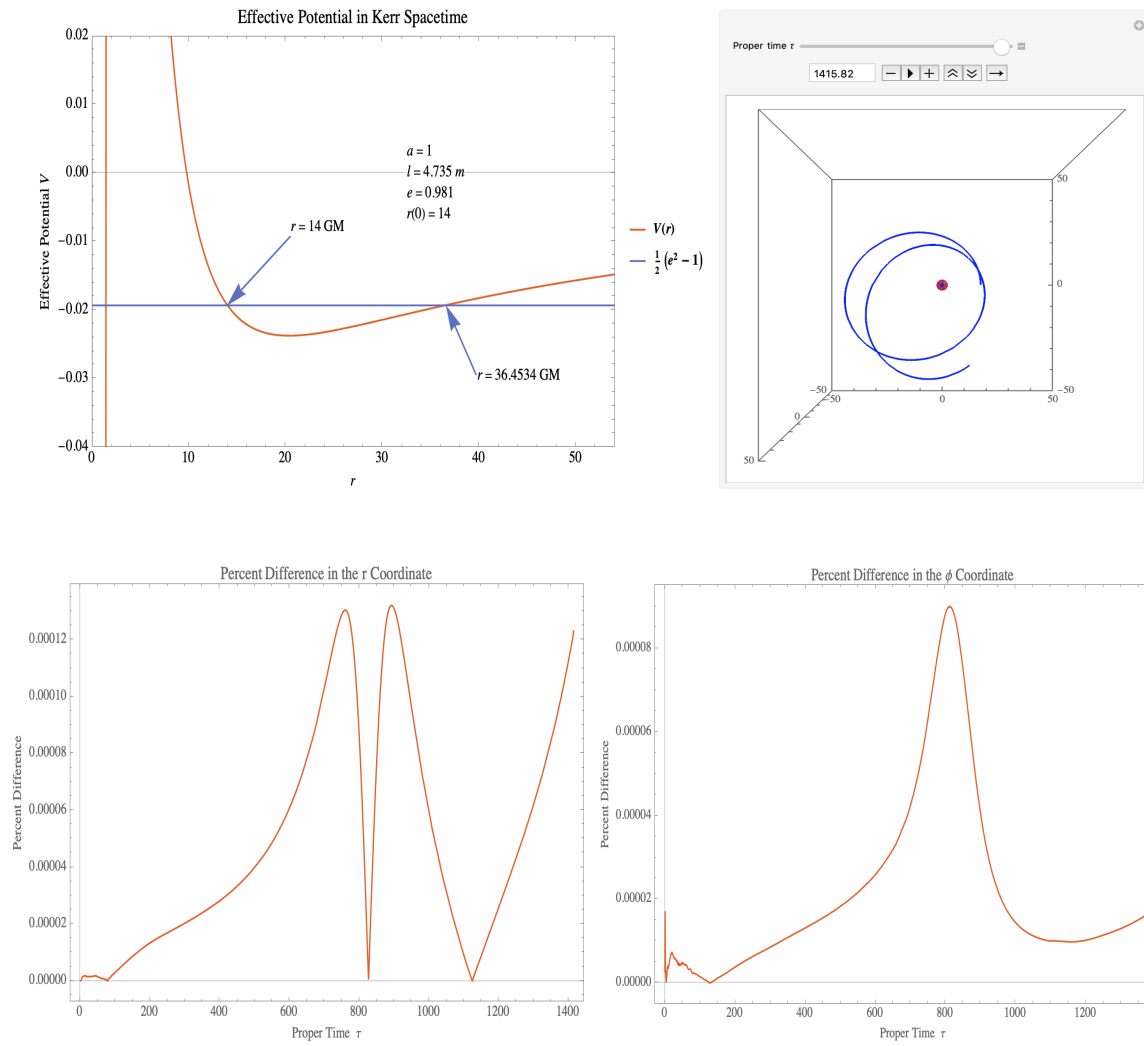 Effective Potential in Kerr Spacetime
0.02
0.01
0.00
−0.01
−0.02
−0.03
−0.04
Effective Potential V
a = 1
l = 4.735 m
e = 0.981
r(0) = 14
r = 14 GM
r = 36.4534 GM
0 10 20 30 40 50
r
V(r)
1/2 (e² − 1)
Proper time τ
1415.82
50
0
−50
−50
0
50
0
50
Percent Difference in the r Coordinate
0.00012
0.00010
0.00008
0.00006
0.00004
0.00002
0.00000
Percent Difference
0 200 400 600 800 1000 1200 1400
Proper Time τ
Percent Difference in the ϕ Coordinate
0.00008
0.00006
0.00004
0.00002
0.00000
Percent Difference
0 200 400 600 800 1000 1200
Proper Time τ